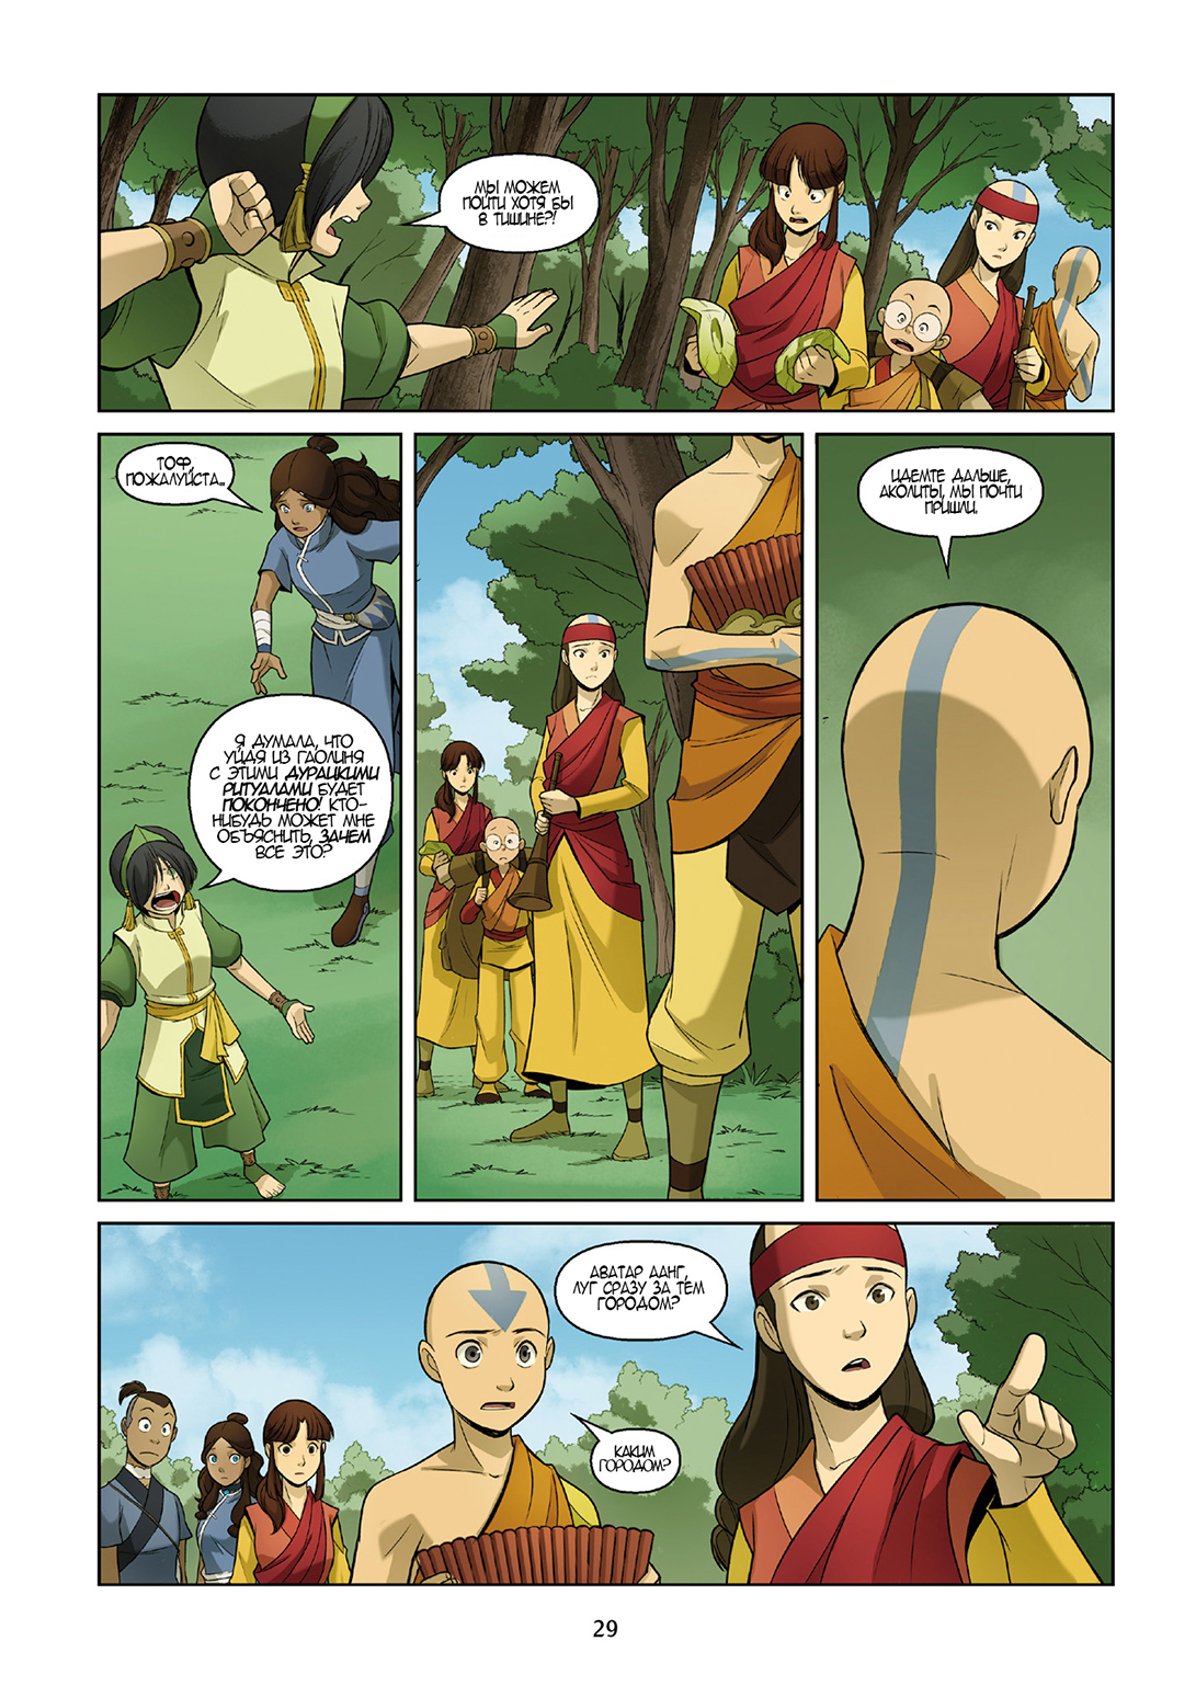 МЫ МОЖЕМ
ПОЙТИ ХОТЯ БЫ
В ТИШИНЕ?!
ТОФ,
ПОЖАЛУЙСТА...
Я ДУМАЛА, ЧТО
УЙДЯ ИЗ ГАОЛИНЯ
С ЭТИМИ ДУРАЦКИМИ
РИТУАЛАМИ БУДЕТ
ПОКОНЧЕНО! КТО-
НИБУДЬ МОЖЕТ МНЕ
ОБЪЯСНИТЬ, ЗАЧЕМ
ВСЕ ЭТО?
ИДЕМТЕ ДАЛЬШЕ,
АКОЛИТЫ, МЫ ПОЧТИ
ПРИШЛИ.
АВАТАР ААНГ,
ЛУГ СРАЗУ ЗА ТЕМ
ГОРОДОМ?
КАКИМ
ГОРОДОМ?
29